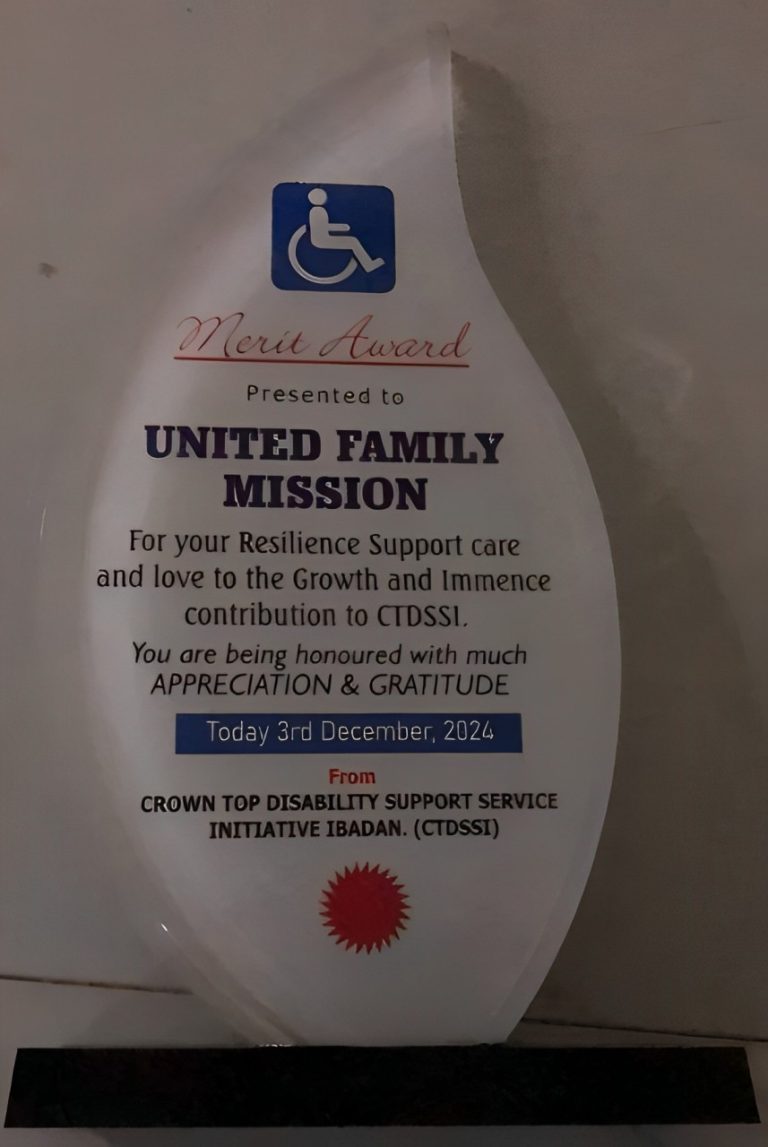 Merit Award
Presented to
UNITED FAMILY
MISSION
For your Resilience Support care
and love to the Growth and Immence
contribution to CTDSSI.
You are being honoured with much
APPRECIATION & GRATITUDE
Today 3rd December, 2024
From
CROWN TOP DISABILITY SUPPORT SERVICE
INITIATIVE IBADAN. (CTDSSI)